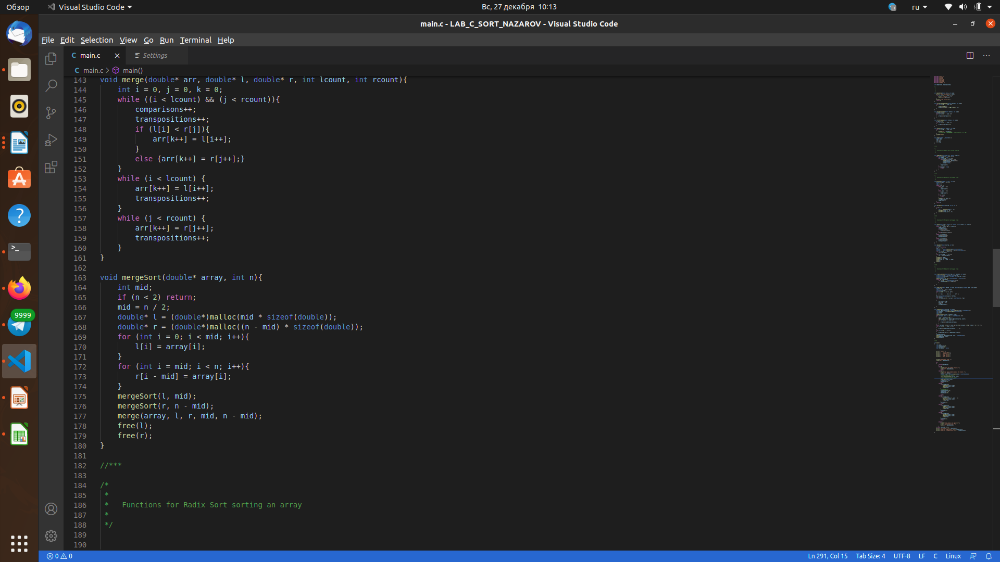 Обзор
Visual Studio Code
Вс, 27 декабря 10:13
ru
main.c - LAB_C_SORT_NAZAROV - Visual Studio Code
File Edit Selection View Go Run Terminal Help
C main.c
Settings
C main.c > main()
143 void merge(double* arr, double* l, double* r, int lcount, int rcount){
144     int i = 0, j = 0, k = 0;
145     while ((i < lcount) && (j < rcount)){
146         comparisons++;
147         transpositions++;
148         if (l[i] < r[j]){
149             arr[k++] = l[i++];
150         }
151         else {arr[k++] = r[j++];}
152     }
153     while (i < lcount) {
154         arr[k++] = l[i++];
155         transpositions++;
156     }
157     while (j < rcount) {
158         arr[k++] = r[j++];
159         transpositions++;
160     }
161 }
162
163 void mergeSort(double* array, int n){
164     int mid;
165     if (n < 2) return;
166     mid = n / 2;
167     double* l = (double*)malloc(mid * sizeof(double));
168     double* r = (double*)malloc((n - mid) * sizeof(double));
169     for (int i = 0; i < mid; i++){
170         l[i] = array[i];
171     }
172     for (int i = mid; i < n; i++){
173         r[i - mid] = array[i];
174     }
175     mergeSort(l, mid);
176     mergeSort(r, n - mid);
177     merge(array, l, r, mid, n - mid);
178     free(l);
179     free(r);
180 }
181
182 //***
183
184 /*
185  *
186  *   Functions for Radix Sort sorting an array
187  *
188  */
189
190
9999
0 0
Ln 291, Col 15 Tab Size: 4 UTF-8 LF C Linux